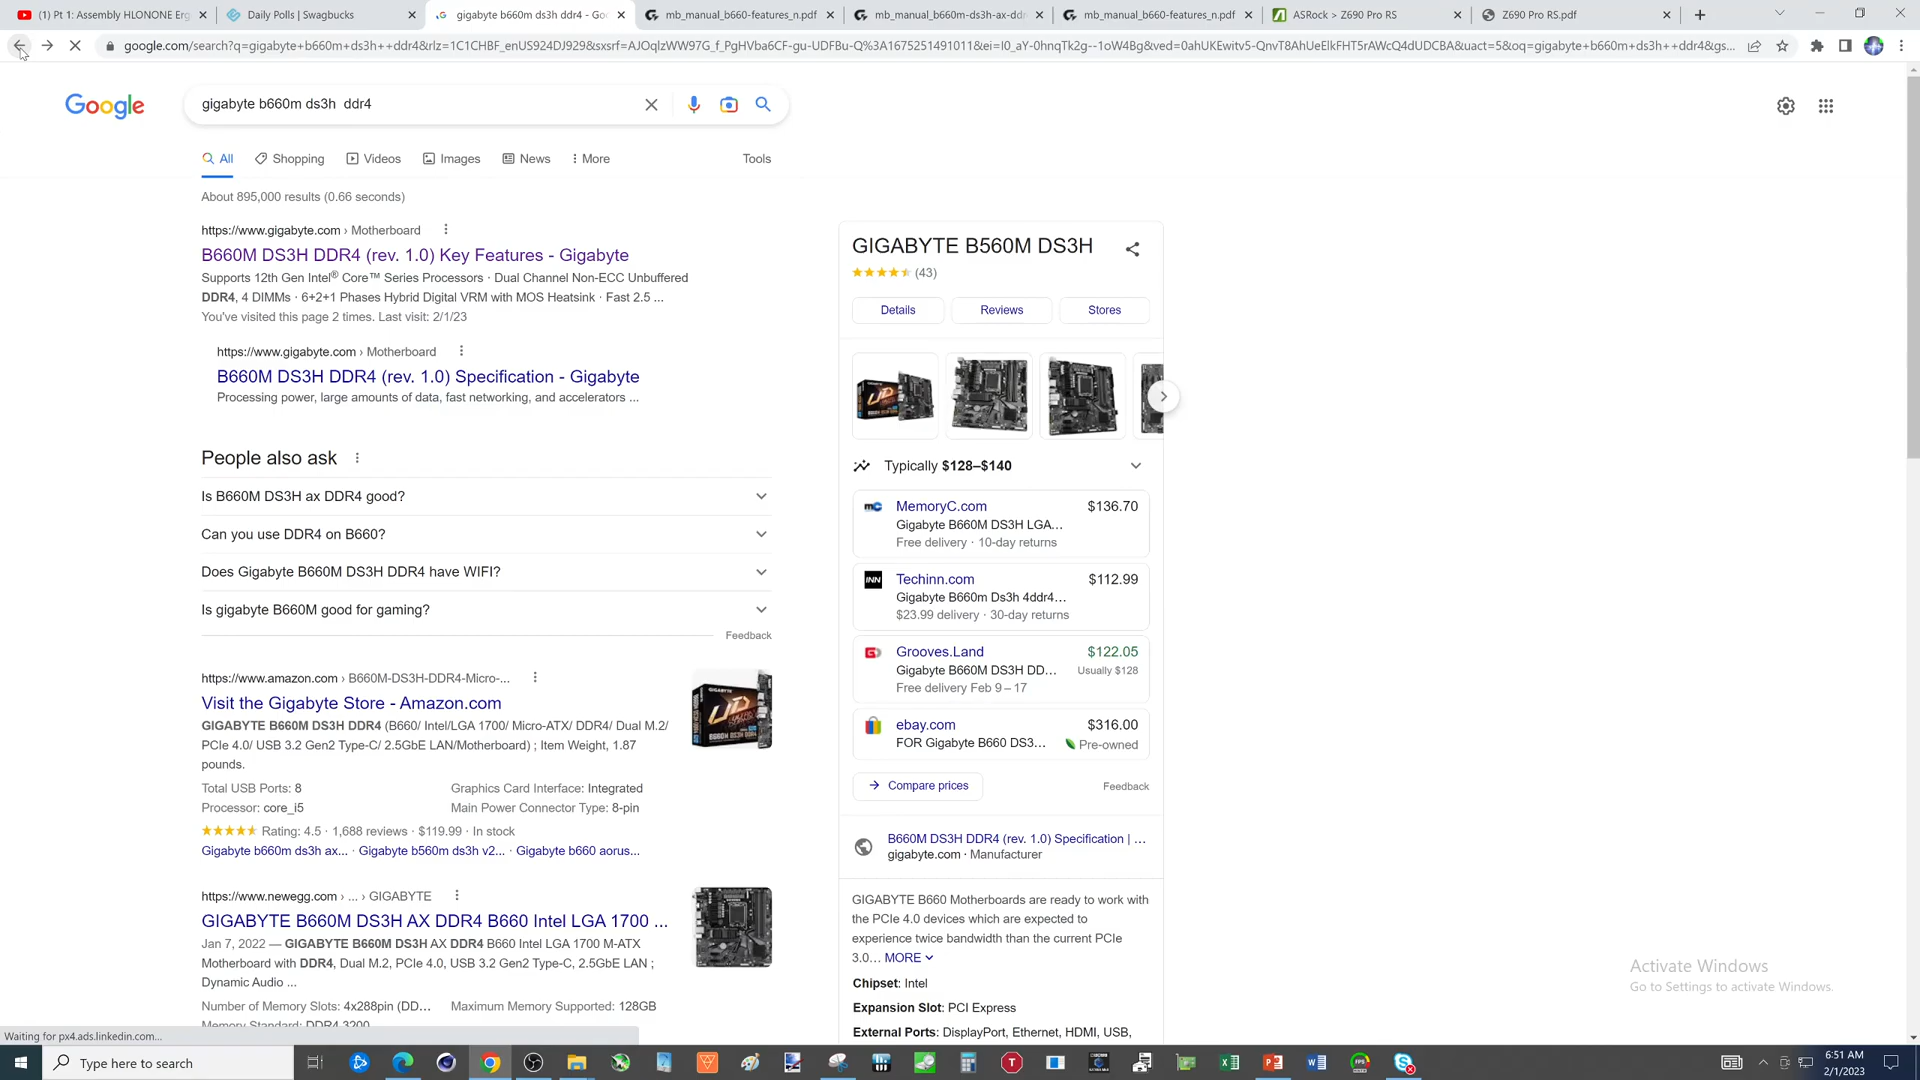 (1) Pt 1: Assembly HLONONE Erg
Daily Polls | Swagbucks
gigabyte b660m ds3h ddr4 - Goo
mb_manual_b660-features_n.pdf
mb_manual_b660m-ds3h-ax-ddr
mb_manual_b660-features_n.pdf
ASRock > Z690 Pro RS
Z690 Pro RS.pdf
google.com/search?q=gigabyte+b660m+ds3h++ddr4&rlz=1C1CHBF_enUS924DJ929&sxsrf=AJOqlzWW97G_f_PgHVba6CF-gu-UDFBu-Q%3A1675251491011&ei=I0_aY-0hnqTk2g--1oW4Bg&ved=0ahUKEwitv5-QnvT8AhUeElkFHT5rAWcQ4dUDCBA&uact=5&oq=gigabyte+b660m+ds3h++ddr4&gs...
Google
gigabyte b660m ds3h  ddr4
All
Shopping
Videos
Images
News
More
Tools
About 895,000 results (0.66 seconds)
https://www.gigabyte.com › Motherboard
B660M DS3H DDR4 (rev. 1.0) Key Features - Gigabyte
Supports 12th Gen Intel® Core™ Series Processors · Dual Channel Non-ECC Unbuffered
DDR4, 4 DIMMs · 6+2+1 Phases Hybrid Digital VRM with MOS Heatsink · Fast 2.5 ...
You've visited this page 2 times. Last visit: 2/1/23
https://www.gigabyte.com › Motherboard
B660M DS3H DDR4 (rev. 1.0) Specification - Gigabyte
Processing power, large amounts of data, fast networking, and accelerators ...
People also ask
Is B660M DS3H ax DDR4 good?
Can you use DDR4 on B660?
Does Gigabyte B660M DS3H DDR4 have WIFI?
Is gigabyte B660M good for gaming?
Feedback
https://www.amazon.com › B660M-DS3H-DDR4-Micro-...
Visit the Gigabyte Store - Amazon.com
GIGABYTE B660M DS3H DDR4 (B660/ Intel/LGA 1700/ Micro-ATX/ DDR4/ Dual M.2/
PCIe 4.0/ USB 3.2 Gen2 Type-C/ 2.5GbE LAN/Motherboard) ; Item Weight, 1.87
pounds.
Total USB Ports: 8
Graphics Card Interface: Integrated
Processor: core_i5
Main Power Connector Type: 8-pin
Rating: 4.5 · 1,688 reviews · $119.99 · In stock
Gigabyte b660m ds3h ax... · Gigabyte b560m ds3h v2... · Gigabyte b660 aorus...
https://www.newegg.com › ... › GIGABYTE
GIGABYTE B660M DS3H AX DDR4 B660 Intel LGA 1700 ...
Jan 7, 2022 — GIGABYTE B660M DS3H AX DDR4 B660 Intel LGA 1700 M-ATX
Motherboard with DDR4, Dual M.2, PCIe 4.0, USB 3.2 Gen2 Type-C, 2.5GbE LAN ;
Dynamic Audio ...
Number of Memory Slots: 4x288pin (DD...
Maximum Memory Supported: 128GB
Memory Standard: DDR4 3200
GIGABYTE B560M DS3H
(43)
Details
Reviews
Stores
Typically $128–$140
MemoryC.com
$136.70
Gigabyte B660M DS3H LGA...
Free delivery · 10-day returns
Techinn.com
$112.99
Gigabyte B660m Ds3h 4ddr4...
$23.99 delivery · 30-day returns
Grooves.Land
$122.05
Gigabyte B660M DS3H DD...
Usually $128
Free delivery Feb 9 – 17
ebay.com
$316.00
FOR Gigabyte B660 DS3...
Pre-owned
Compare prices
Feedback
B660M DS3H DDR4 (rev. 1.0) Specification | ...
gigabyte.com · Manufacturer
GIGABYTE B660 Motherboards are ready to work with
the PCIe 4.0 devices which are expected to
experience twice bandwidth than the current PCIe
3.0... MORE
Chipset: Intel
Expansion Slot: PCI Express
External Ports: DisplayPort, Ethernet, HDMI, USB,
Activate Windows
Go to Settings to activate Windows.
Waiting for px4.ads.linkedin.com...
Type here to search
6:51 AM
2/1/2023